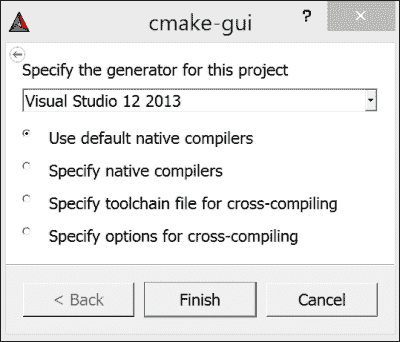 cmake-gui
?
Specify the generator for this project
Visual Studio 12 2013
Use default native compilers
Specify native compilers
Specify toolchain file for cross-compiling
Specify options for cross-compiling
< Back Finish Cancel